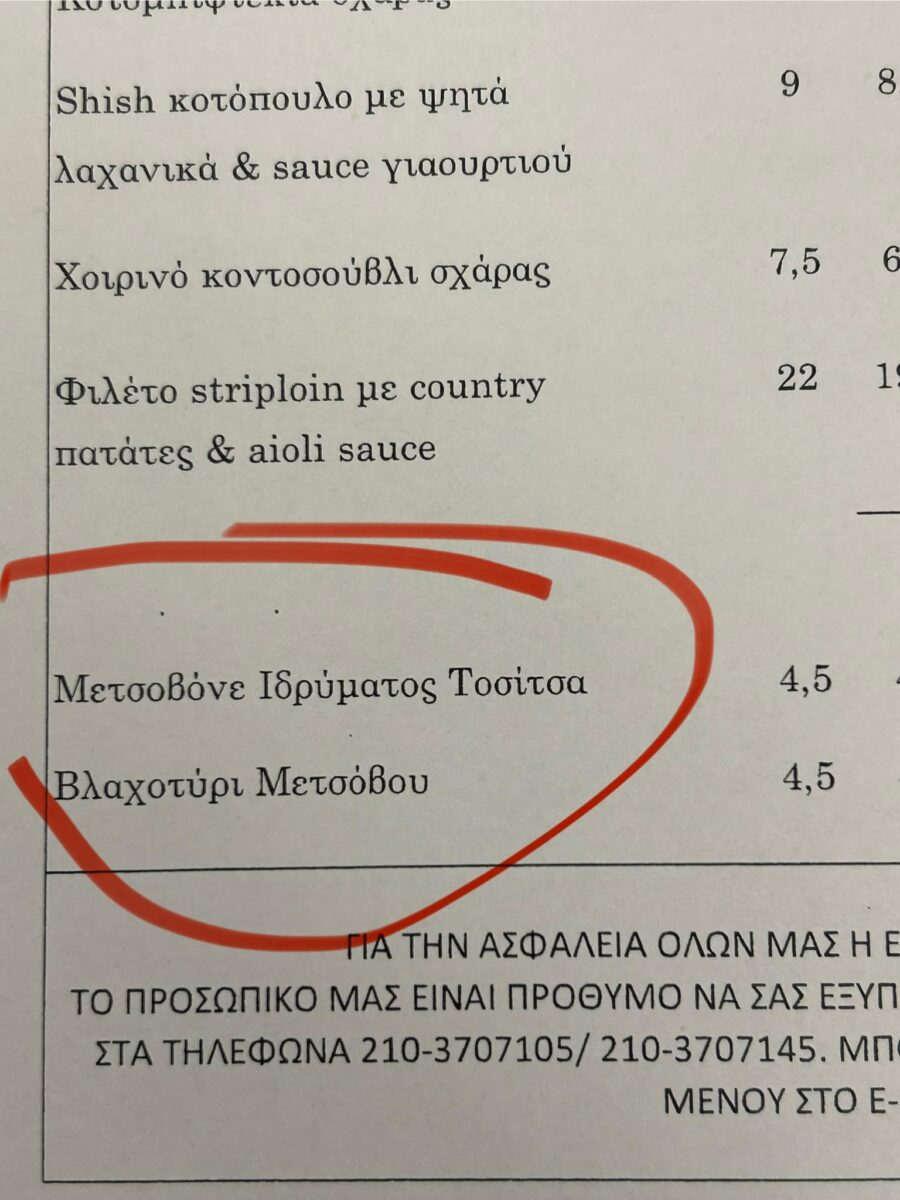 Shish κοτόπουλο με ψητά 9 8
λαχανικά & sauce γιαουρτιού
Χοιρινό κοντοσούβλι σχάρας 7,5 6
Φιλέτο striploin με country 22
πατάτες & aioli sauce
Μετσοβόνε Ιδρύματος Τοσίτσα 4,5
Βλαχοτύρι Μετσόβου 4,5
ΓΙΑ ΤΗΝ ΑΣΦΑΛΕΙΑ ΟΛΩΝ ΜΑΣ Η
ΤΟ ΠΡΟΣΩΠΙΚΟ ΜΑΣ ΕΙΝΑΙ ΠΡΟΘΥΜΟ ΝΑ ΣΑΣ
ΣΤΑ ΤΗΛΕΦΩΝΑ 210-3707105/ 210-3707145.
ΜΕΝΟΥ ΣΤΟ Ε-